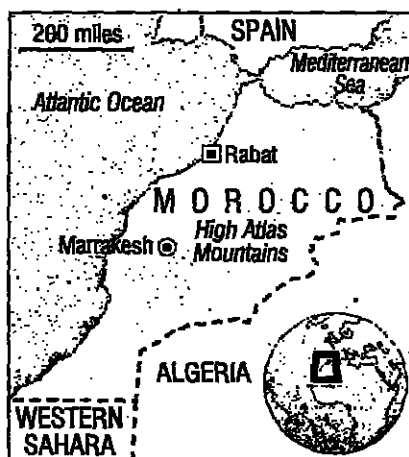 200 miles
SPAIN
Mediterranean
Sea
Atlantic Ocean
Rabat
MOROCCO
High Atlas
Mountains
Marrakesh
ALGERIA
WESTERN
SAHARA